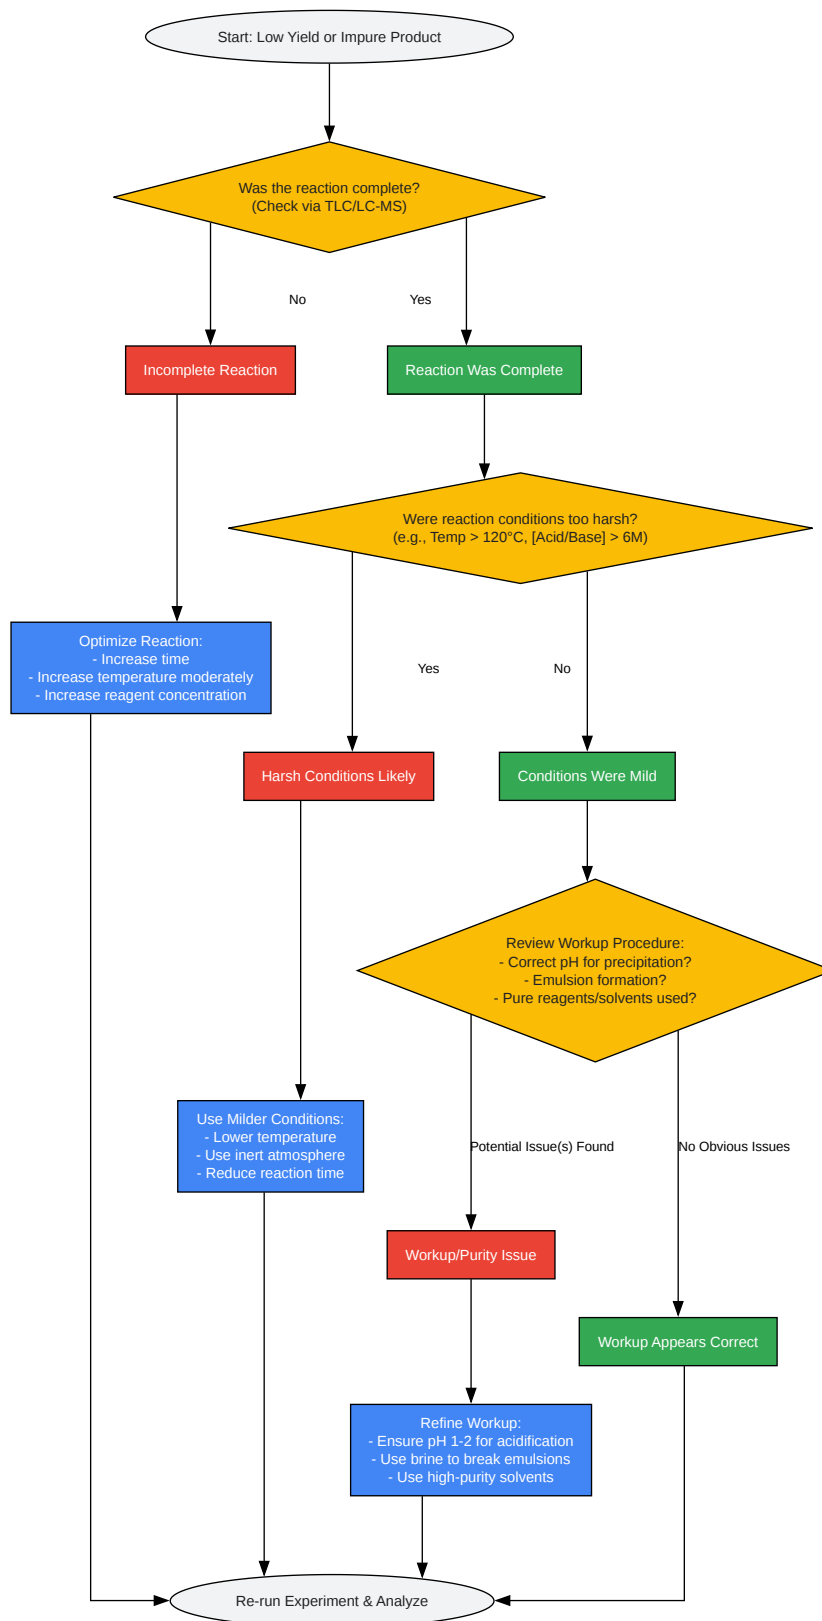 Start: Low Yield or Impure Product
Was the reaction complete?
(Check via TLC/LC-MS)
No
Yes
Incomplete Reaction
Reaction Was Complete
Were reaction conditions too harsh?
(e.g., Temp > 120°C, [Acid/Base] > 6M)
Optimize Reaction:
- Increase time
- Increase temperature moderately
- Increase reagent concentration
Yes
No
Harsh Conditions Likely
Conditions Were Mild
Review Workup Procedure:
- Correct pH for precipitation?
- Emulsion formation?
- Pure reagents/solvents used?
Use Milder Conditions:
- Lower temperature
- Use inert atmosphere
- Reduce reaction time
Potential Issue(s) Found
No Obvious Issues
Workup/Purity Issue
Workup Appears Correct
Refine Workup:
- Ensure pH 1-2 for acidification
- Use brine to break emulsions
- Use high-purity solvents
Re-run Experiment & Analyze